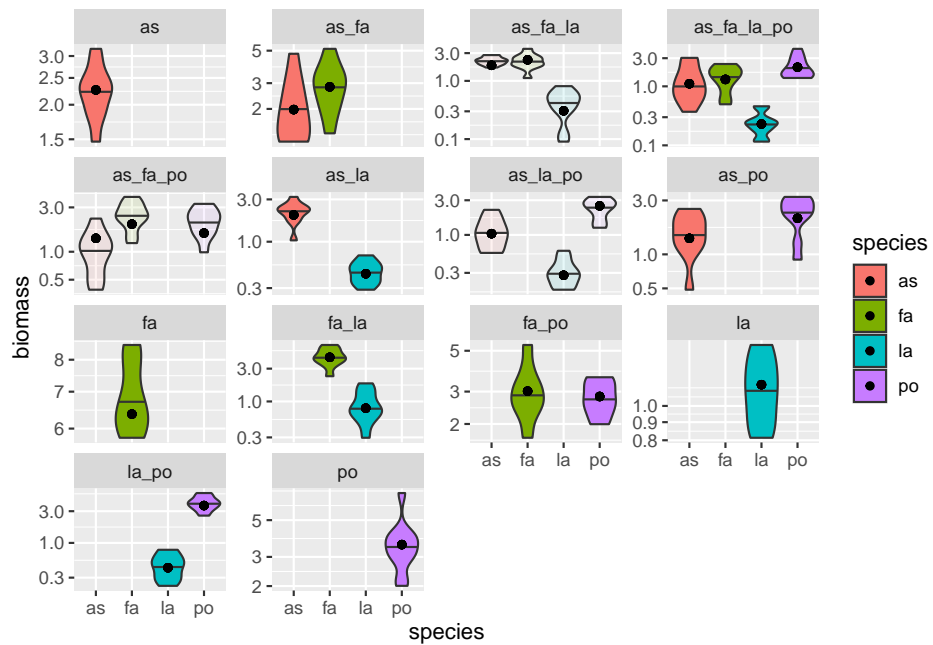 as
as_fa
as_fa_la
as_fa_la_po
3.0
2.5
2.0
1.5
5
3
2
3.0
1.0
0.3
0.1
3.0
1.0
0.3
0.1
as_fa_po
as_la
as_la_po
as_po
3.0
1.0
0.5
3.0
1.0
0.3
3.0
1.0
0.3
3.0
1.0
0.5
fa
fa_la
fa_po
la
8
7
6
3.0
1.0
0.3
5
3
2
1.0
0.9
0.8
as fa la po
as fa la po
la_po
po
3.0
1.0
0.3
5
3
2
as fa la po
as fa la po
species
biomass
species
as
fa
la
po